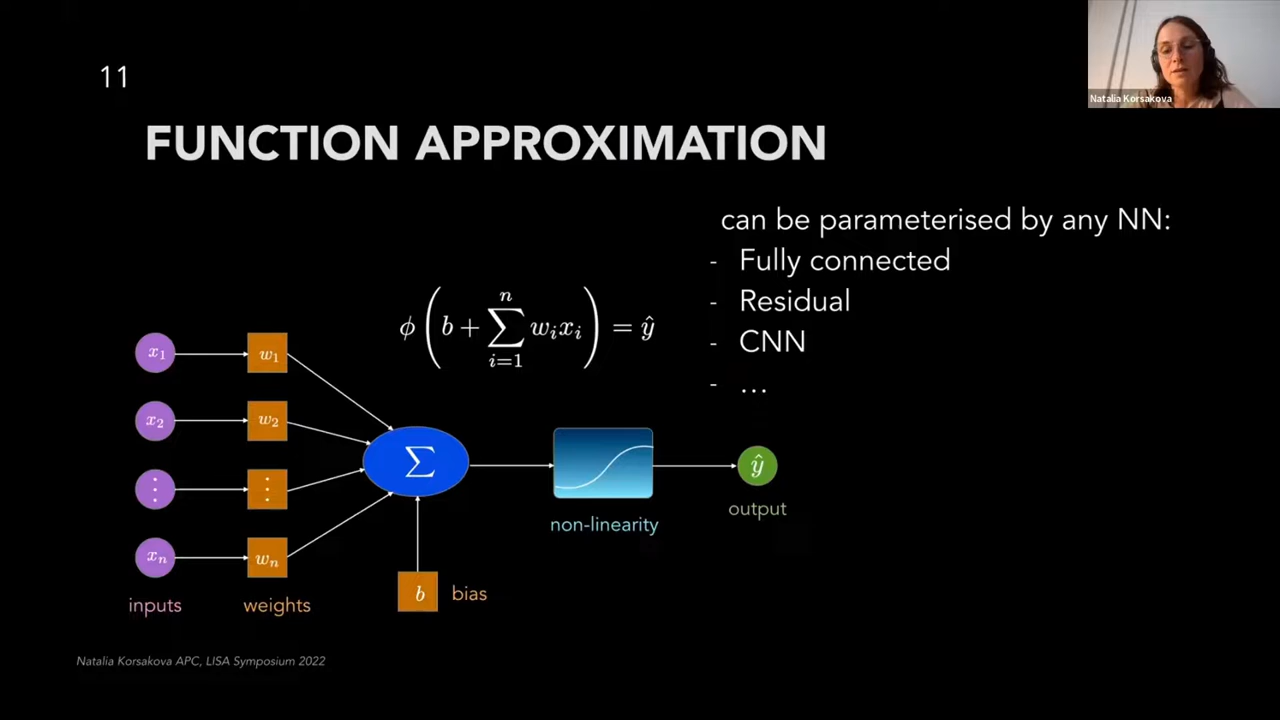 11
Natalia Korsakova
FUNCTION APPROXIMATION
can be parameterised by any NN:
- Fully connected
- Residual
- CNN
- ...
ϕ(b + ∑_{i=1}^{n} w_i x_i) = ŷ
x₁ w₁
x₂ w₂
⋮ ⋮
xₙ wₙ
∑
ŷ
output
non-linearity
b bias
inputs weights
Natalia Korsakova APC, LISA Symposium 2022